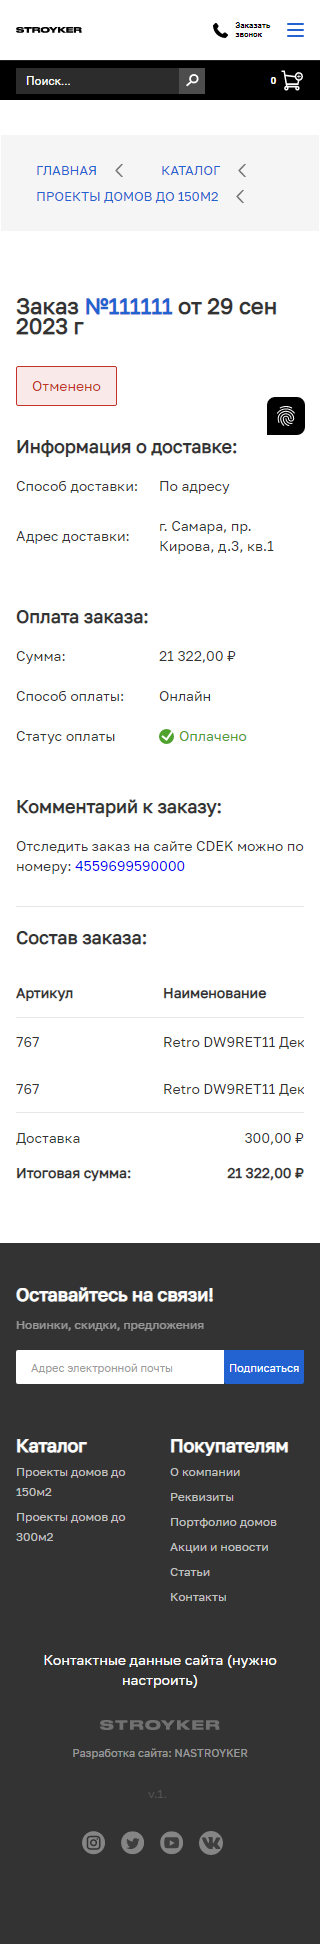 STROYKER
Заказать
звонок
Поиск...
0
ГЛАВНАЯ
КАТАЛОГ
ПРОЕКТЫ ДОМОВ ДО 150М2
Заказ №111111 от 29 сен
2023 г
Отменено
Информация о доставке:
Способ доставки: По адресу
Адрес доставки: г. Самара, пр.
Кирова, д.3, кв.1
Оплата заказа:
Сумма: 21 322,00 ₽
Способ оплаты: Онлайн
Статус оплаты Оплачено
Комментарий к заказу:
Отследить заказ на сайте CDEK можно по
номеру: 4559699590000
Состав заказа:
Артикул Наименование
767 Retro DW9RET11 Дек
767 Retro DW9RET11 Дек
Доставка 300,00 ₽
Итоговая сумма: 21 322,00 ₽
Оставайтесь на связи!
Новинки, скидки, предложения
Адрес электронной почты Подписаться
Каталог
Проекты домов до
150м2
Проекты домов до
300м2
Покупателям
О компании
Реквизиты
Портфолио домов
Акции и новости
Статьи
Контакты
Контактные данные сайта (нужно
настроить)
STROYKER
Разработка сайта: NASTROYKER
v.1.